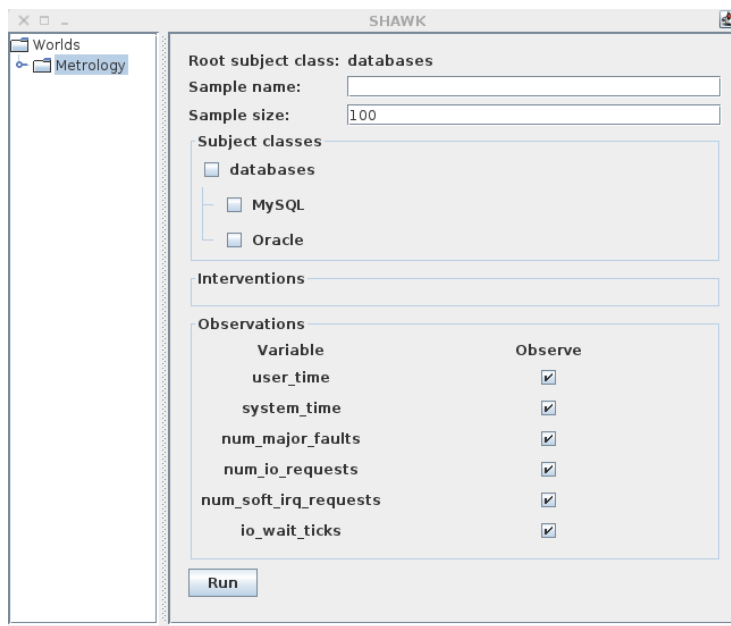 SHAWK
Worlds
Metrology
Root subject class: databases
Sample name:
Sample size: 100
Subject classes
databases
MySQL
Oracle
Interventions
Observations
Variable Observe
user_time
system_time
num_major_faults
num_io_requests
num_soft_irq_requests
io_wait_ticks
Run